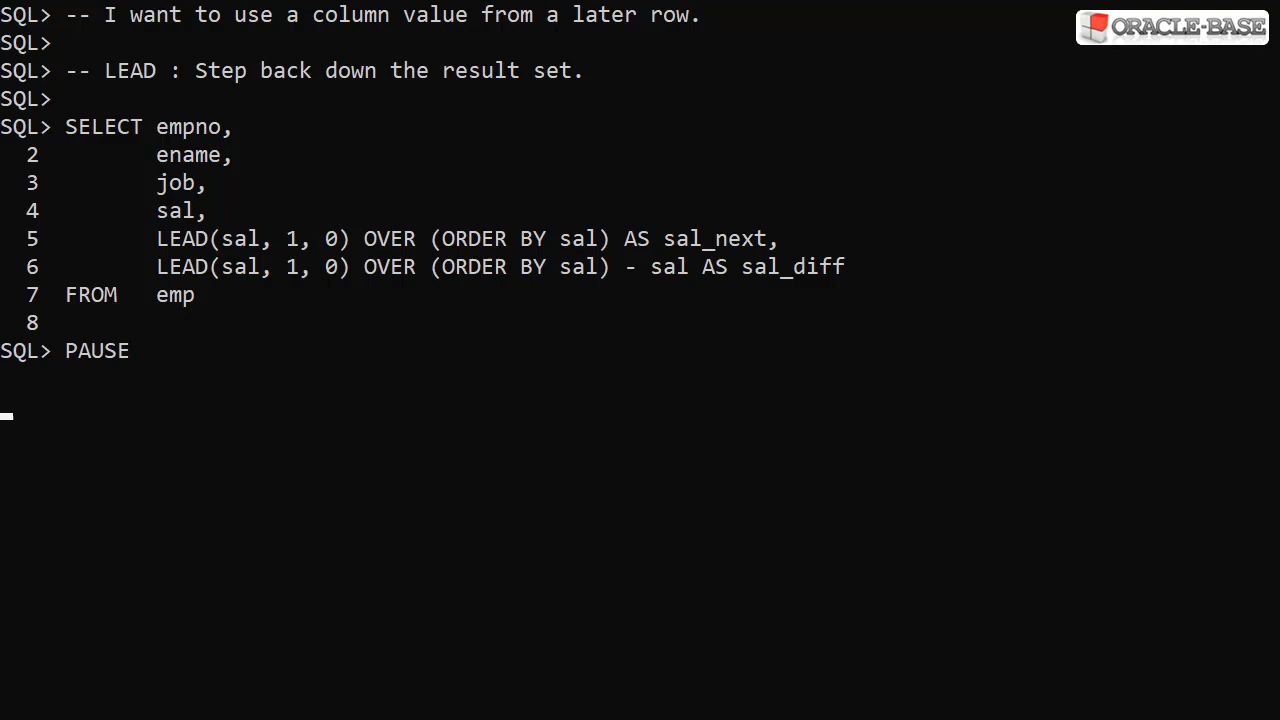 SQL> -- I want to use a column value from a later row.
ORACLE-BASE
SQL>
SQL> -- LEAD : Step back down the result set.
SQL>
SQL> SELECT empno,
  2         ename,
  3         job,
  4         sal,
  5         LEAD(sal, 1, 0) OVER (ORDER BY sal) AS sal_next,
  6         LEAD(sal, 1, 0) OVER (ORDER BY sal) - sal AS sal_diff
  7  FROM   emp
  8
SQL> PAUSE